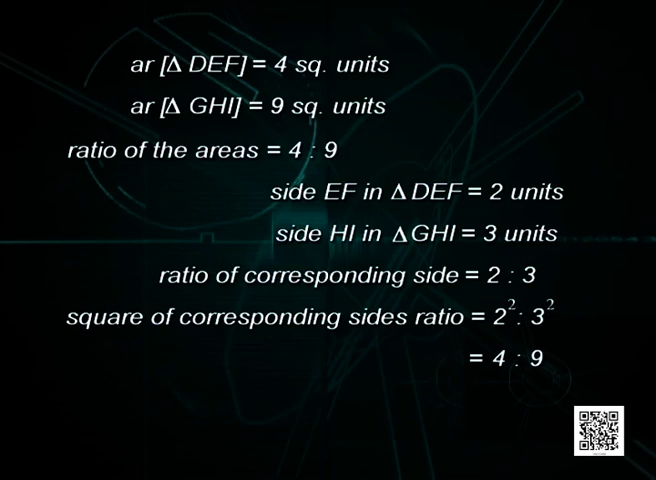 ar [Δ DEF] = 4 sq. units
ar [Δ GHI] = 9 sq. units
ratio of the areas = 4 : 9
side EF in Δ DEF = 2 units
side HI in Δ GHI = 3 units
ratio of corresponding side = 2 : 3
square of corresponding sides ratio = 2² : 3²
= 4 : 9